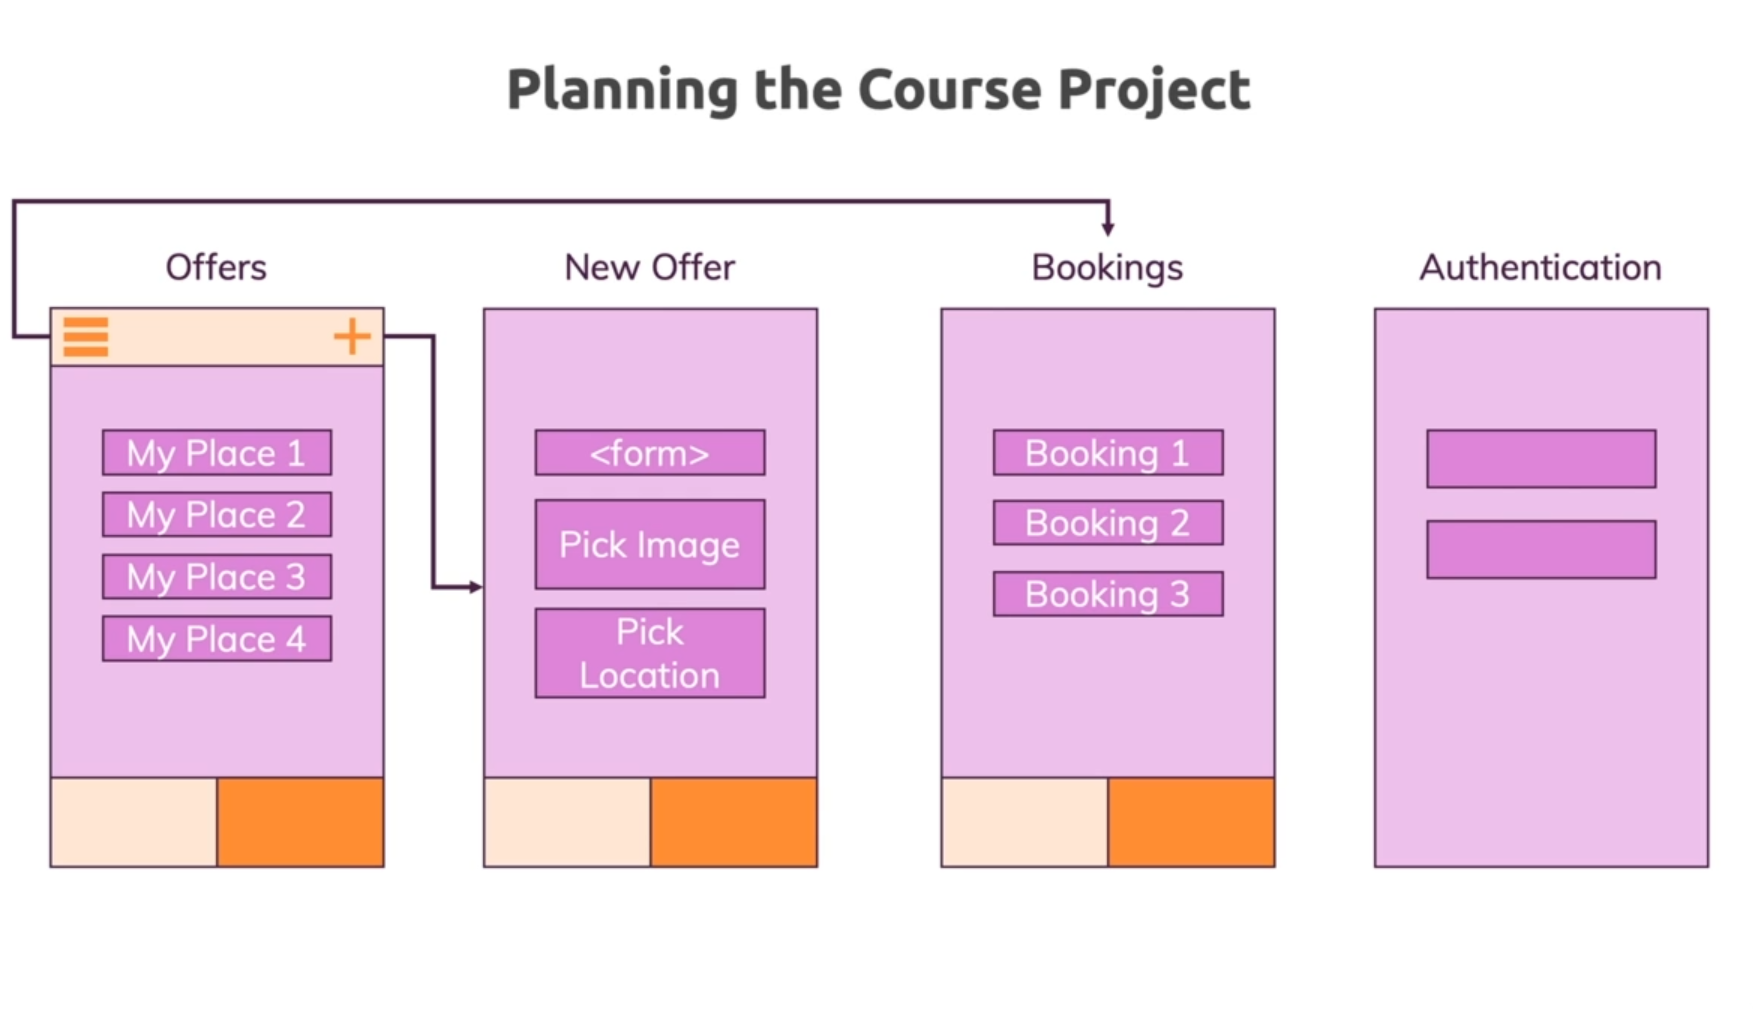 Planning the Course Project
Offers
New Offer
Bookings
Authentication
My Place 1
My Place 2
My Place 3
My Place 4
<form>
Pick Image
Pick
Location
Booking 1
Booking 2
Booking 3